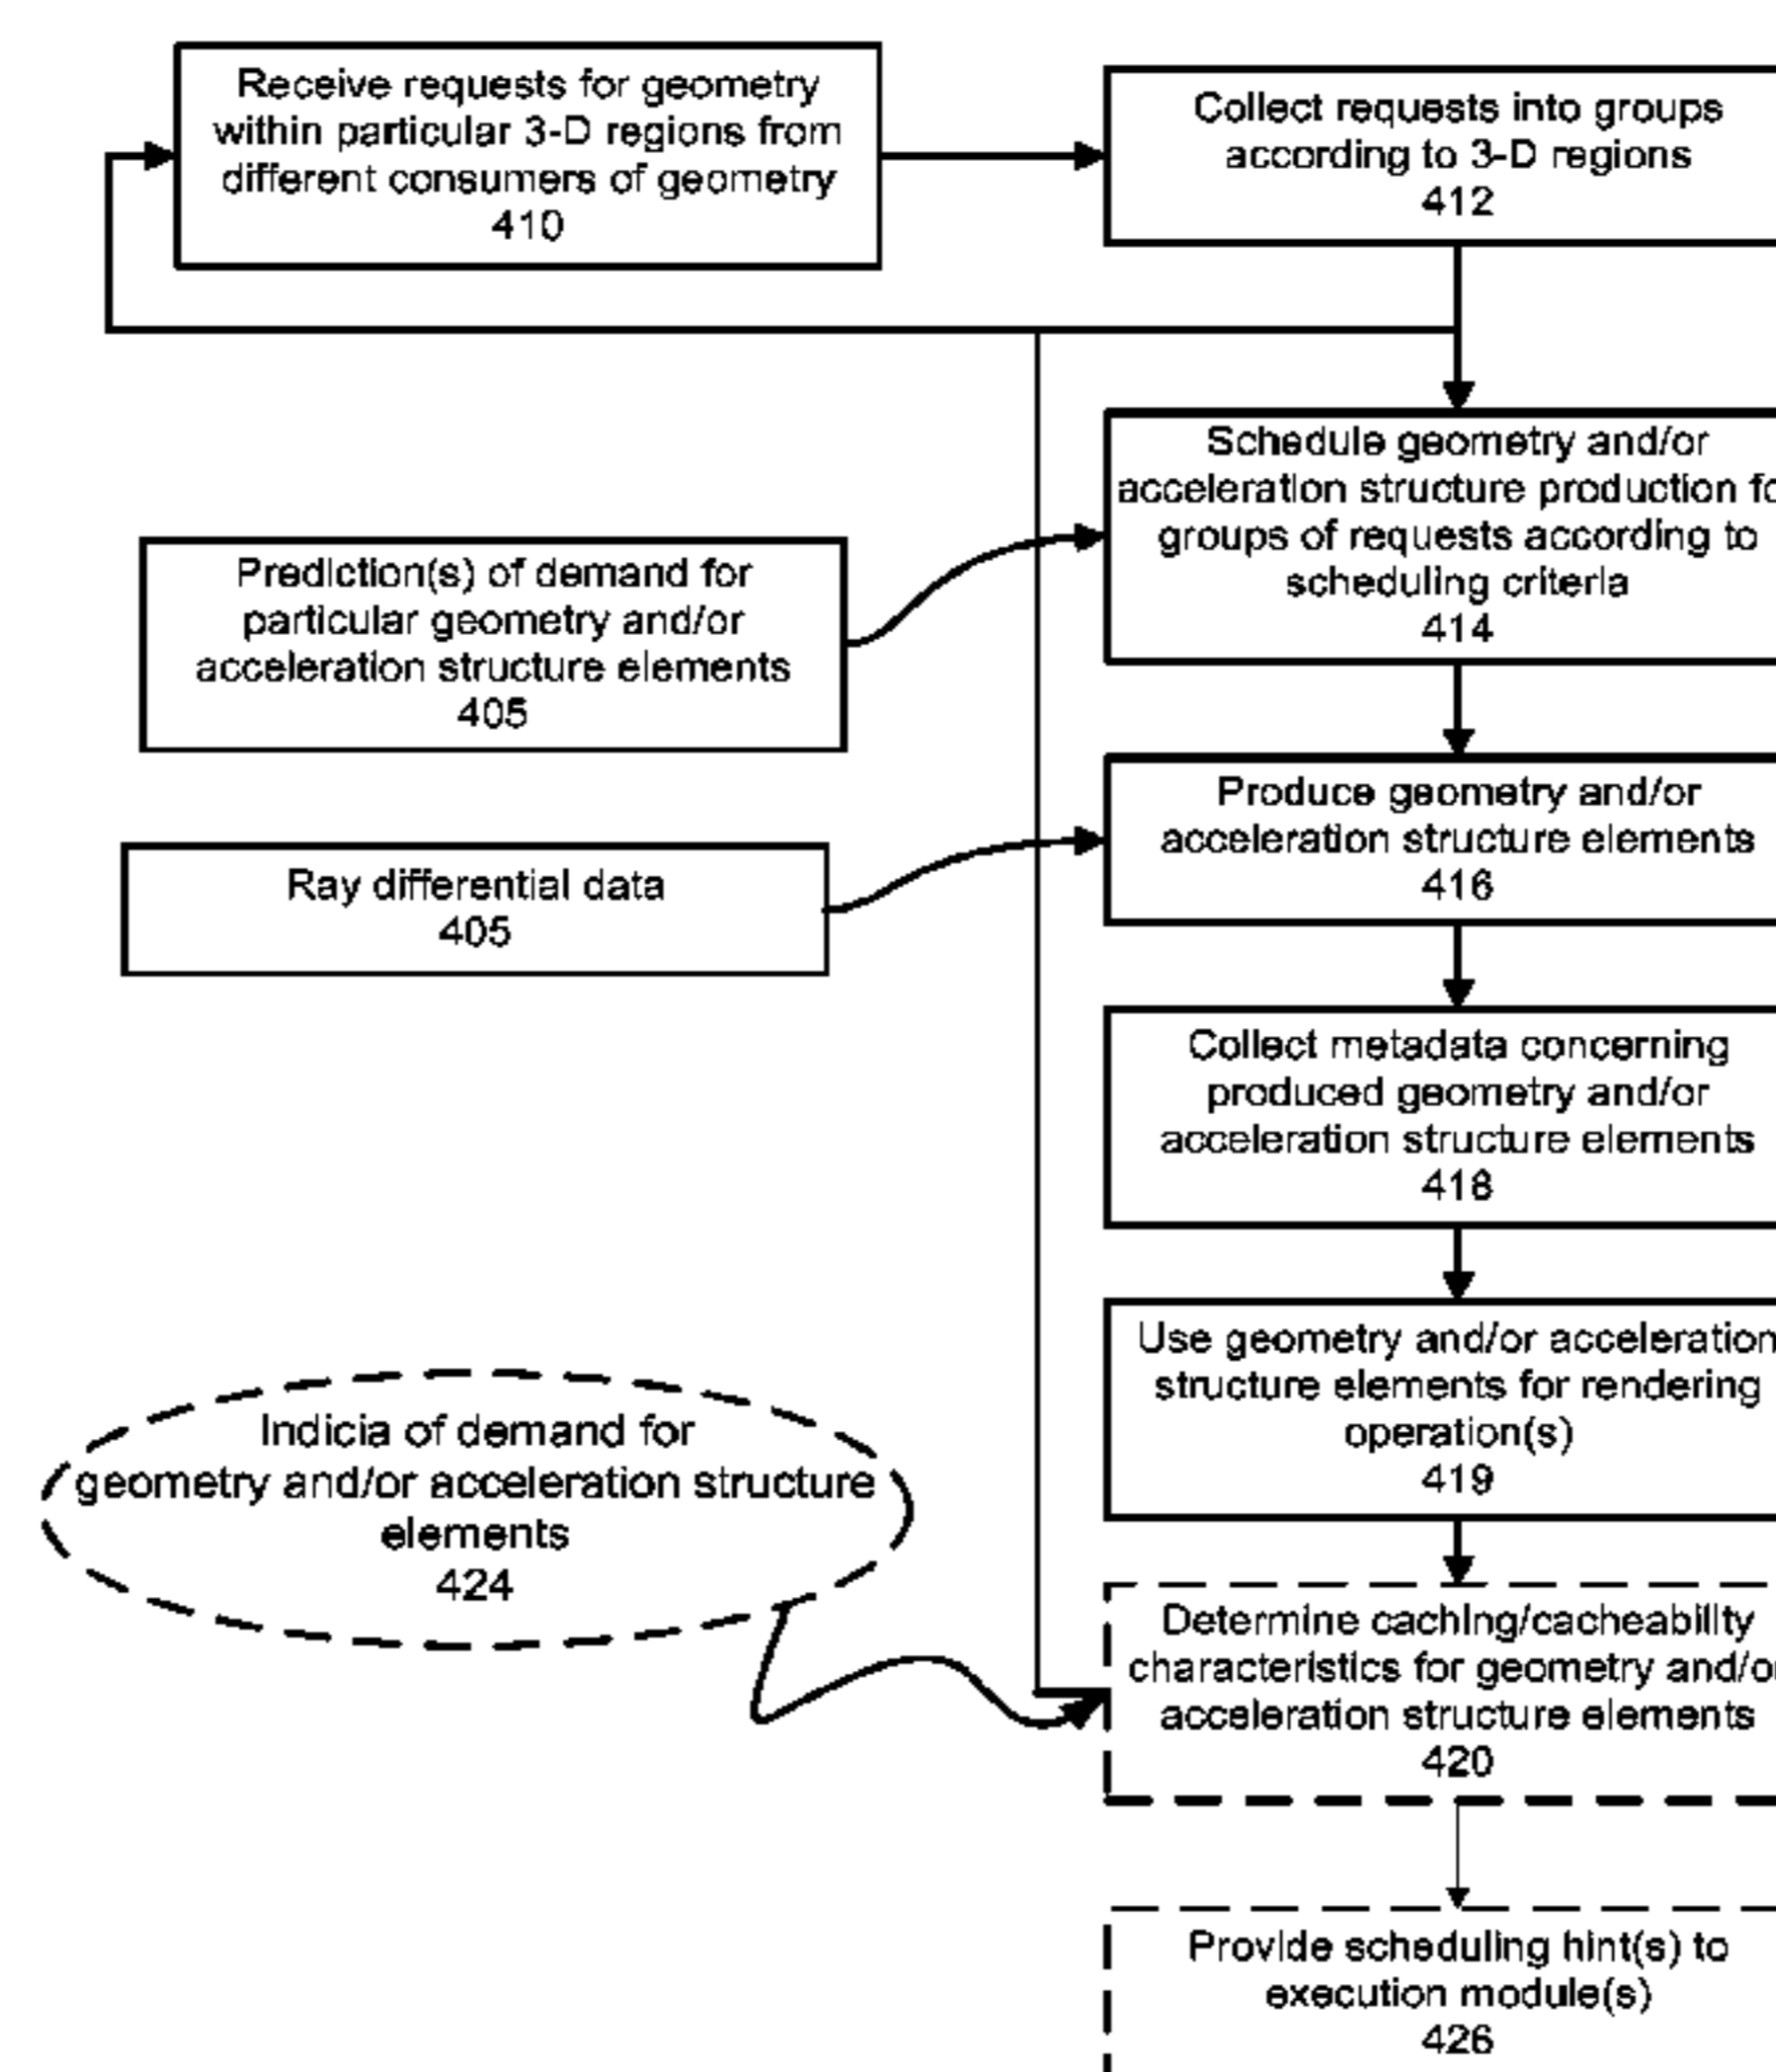 Receive requests for geometry
within particular 3-D regions from
different consumers of geometry
410
Collect requests into groups
according to 3-D regions
412
Schedule geometry and/or
acceleration structure production
groups of requests according to
scheduling criteria
414
Prediction(s) of demand for
particular geometry and/or
acceleration structure elements
405
Produce geometry and/or
acceleration structure elements
416
Ray differential data
405
Collect metadata concerning
produced geometry and/or
acceleration structure elements
418
Use geometry and/or acceleration
structure elements for rendering
operation(s)
419
Indicia of demand for
geometry and/or acceleration structure
elements
424
Determine caching/cacheability
characteristics for geometry and/or
acceleration structure elements
420
Provide scheduling hint(s) to
execution module(s)
426